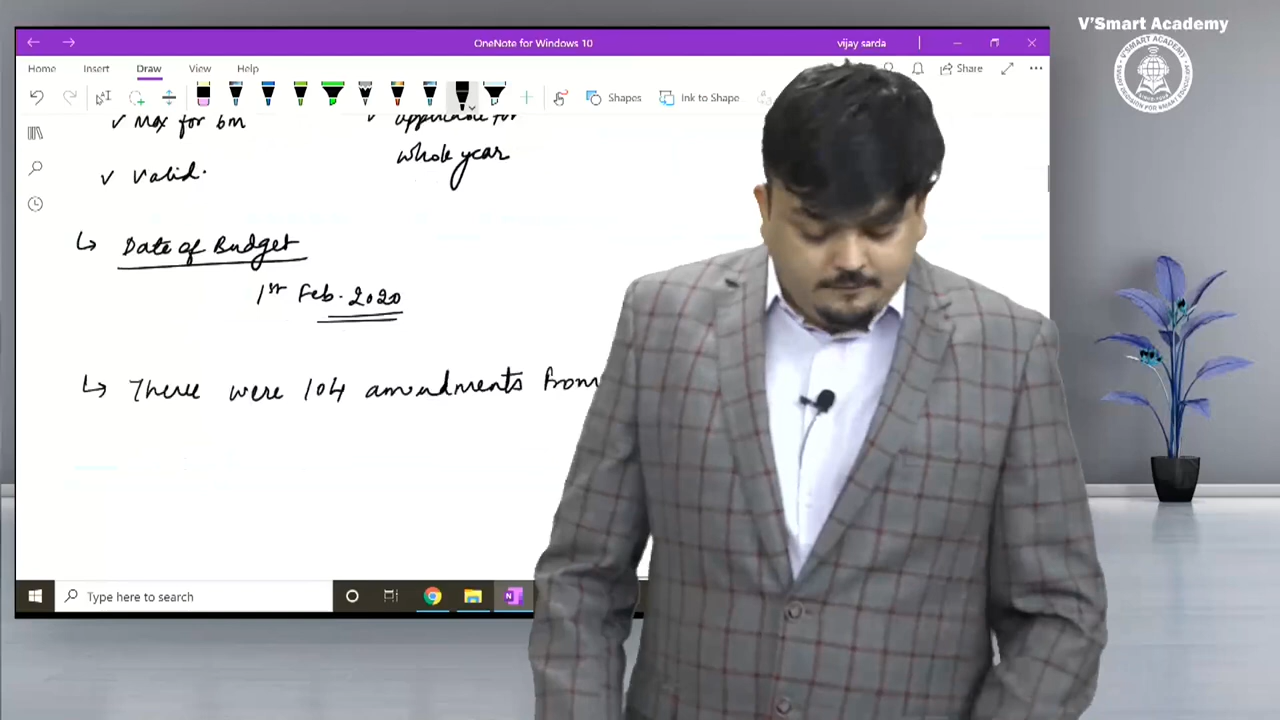 V'Smart Academy
OneNote for Windows 10
vijay sarda
Home Insert Draw View Help
Share
Shapes
Ink to Shape
✓ Max for 6m
applicable for
whole year
✓ Valid.
↳ Date of Budget
1st Feb. 2020
↳ There were 104 amendments from
Type here to search